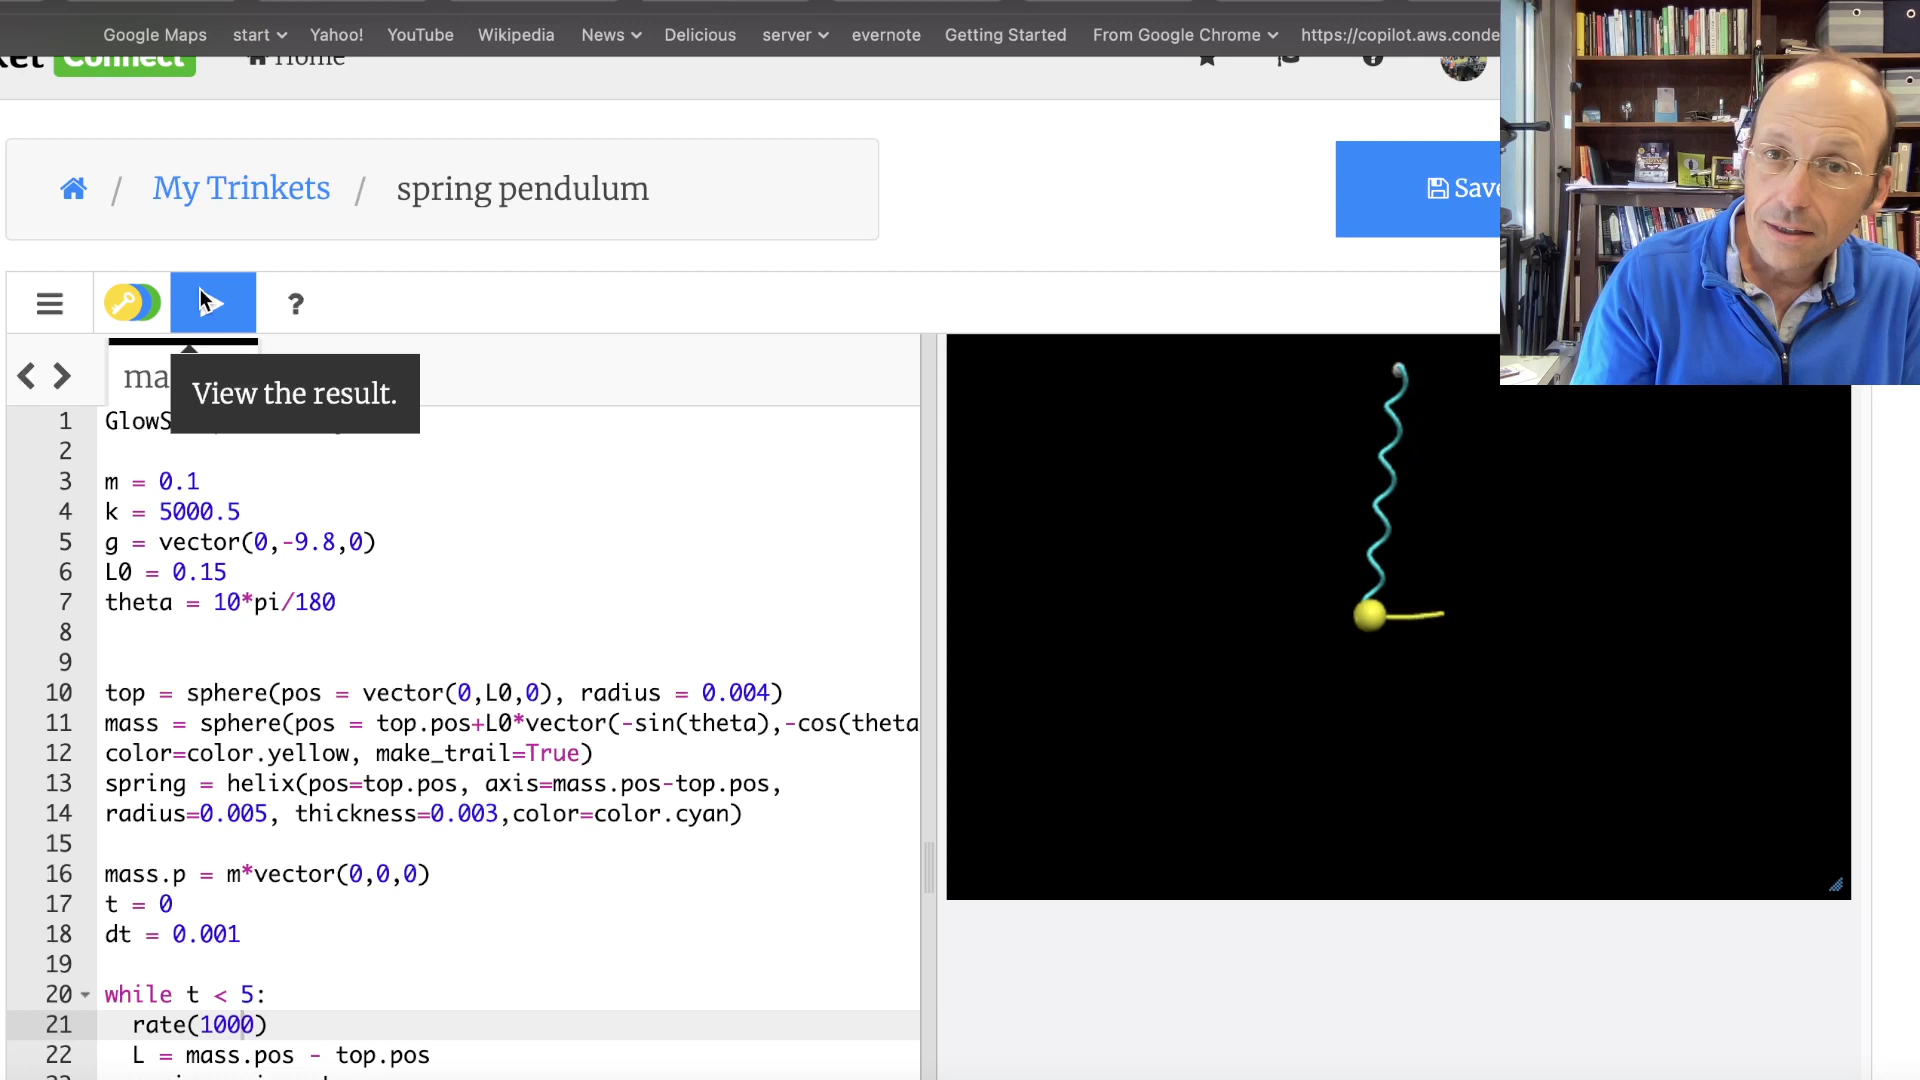 Google Maps start Yahoo! YouTube Wikipedia News Delicious server evernote Getting Started From Google Chrome https://copilot.aws.conde
Connect Home
/ My Trinkets / spring pendulum
Save
?
ma
View the result.
1 GlowS
2
3 m = 0.1
4 k = 5000.5
5 g = vector(0,-9.8,0)
6 L0 = 0.15
7 theta = 10*pi/180
8
9
10 top = sphere(pos = vector(0,L0,0), radius = 0.004)
11 mass = sphere(pos = top.pos+L0*vector(-sin(theta),-cos(theta
12 color=color.yellow, make_trail=True)
13 spring = helix(pos=top.pos, axis=mass.pos-top.pos,
14 radius=0.005, thickness=0.003,color=color.cyan)
15
16 mass.p = m*vector(0,0,0)
17 t = 0
18 dt = 0.001
19
20 while t < 5:
21 rate(1000)
22 L = mass.pos - top.pos